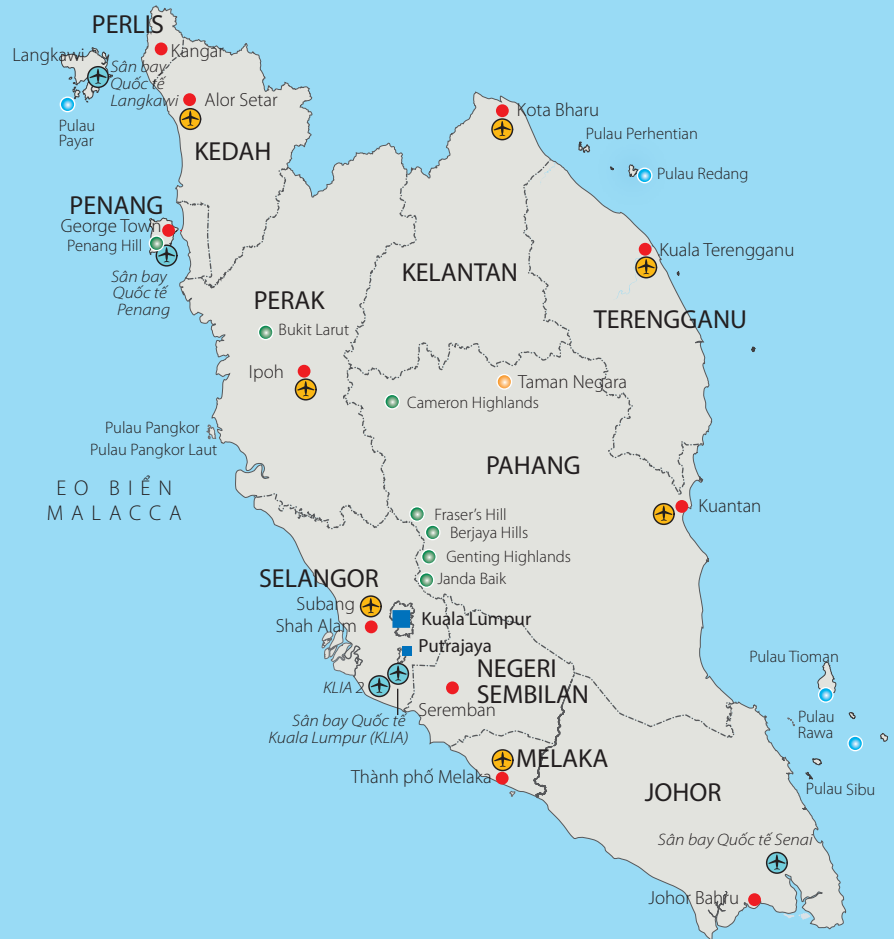 PERLIS
Langkawi
Kangar
Sân bay
Quốc tế
Langkawi
Alor Setar
Pulau
Payar
KEDAH
Kota Bharu
Pulau Perhentian
Pulau Redang
PENANG
George Town
Penang Hill
Sân bay
Quốc tế
Penang
Kuala Terengganu
KELANTAN
PERAK
TERENGGANU
Bukit Larut
Ipoh
Taman Negara
Cameron Highlands
Pulau Pangkor
Pulau Pangkor Laut
PAHANG
EO BIỂN
MALACCA
Kuantan
Fraser's Hill
Berjaya Hills
Genting Highlands
Janda Baik
SELANGOR
Subang
Shah Alam
Kuala Lumpur
Putrajaya
KLIA 2
Sân bay Quốc tế
Kuala Lumpur (KLIA)
NEGERI
SEMBILAN
Seremban
Pulau Tioman
Pulau
Rawa
MELAKA
Thành phố Melaka
JOHOR
Pulau Sibu
Sân bay Quốc tế Senai
Johor Bahru